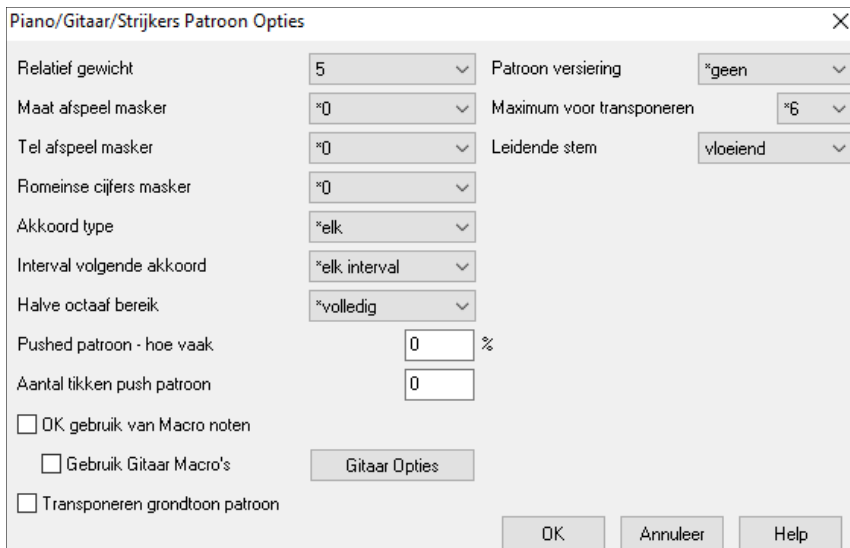 Piano/Gitaar/Strijkers Patroon Opties
Relatief gewicht 5 Patroon versiering *geen
Maat afspeel masker *0 Maximum voor transponeren *6
Tel afspeel masker *0 Leidende stem vloeiend
Romeinse cijfers masker *0
Akkoord type *elk
Interval volgende akkoord *elk interval
Halve octaaf bereik *volledig
Pushed patroon - hoe vaak 0 %
Aantal tikken push patroon 0
OK gebruik van Macro noten
Gebruik Gitaar Macro's Gitaar Opties
Transponeren grondtoon patroon
OK Annuleer Help